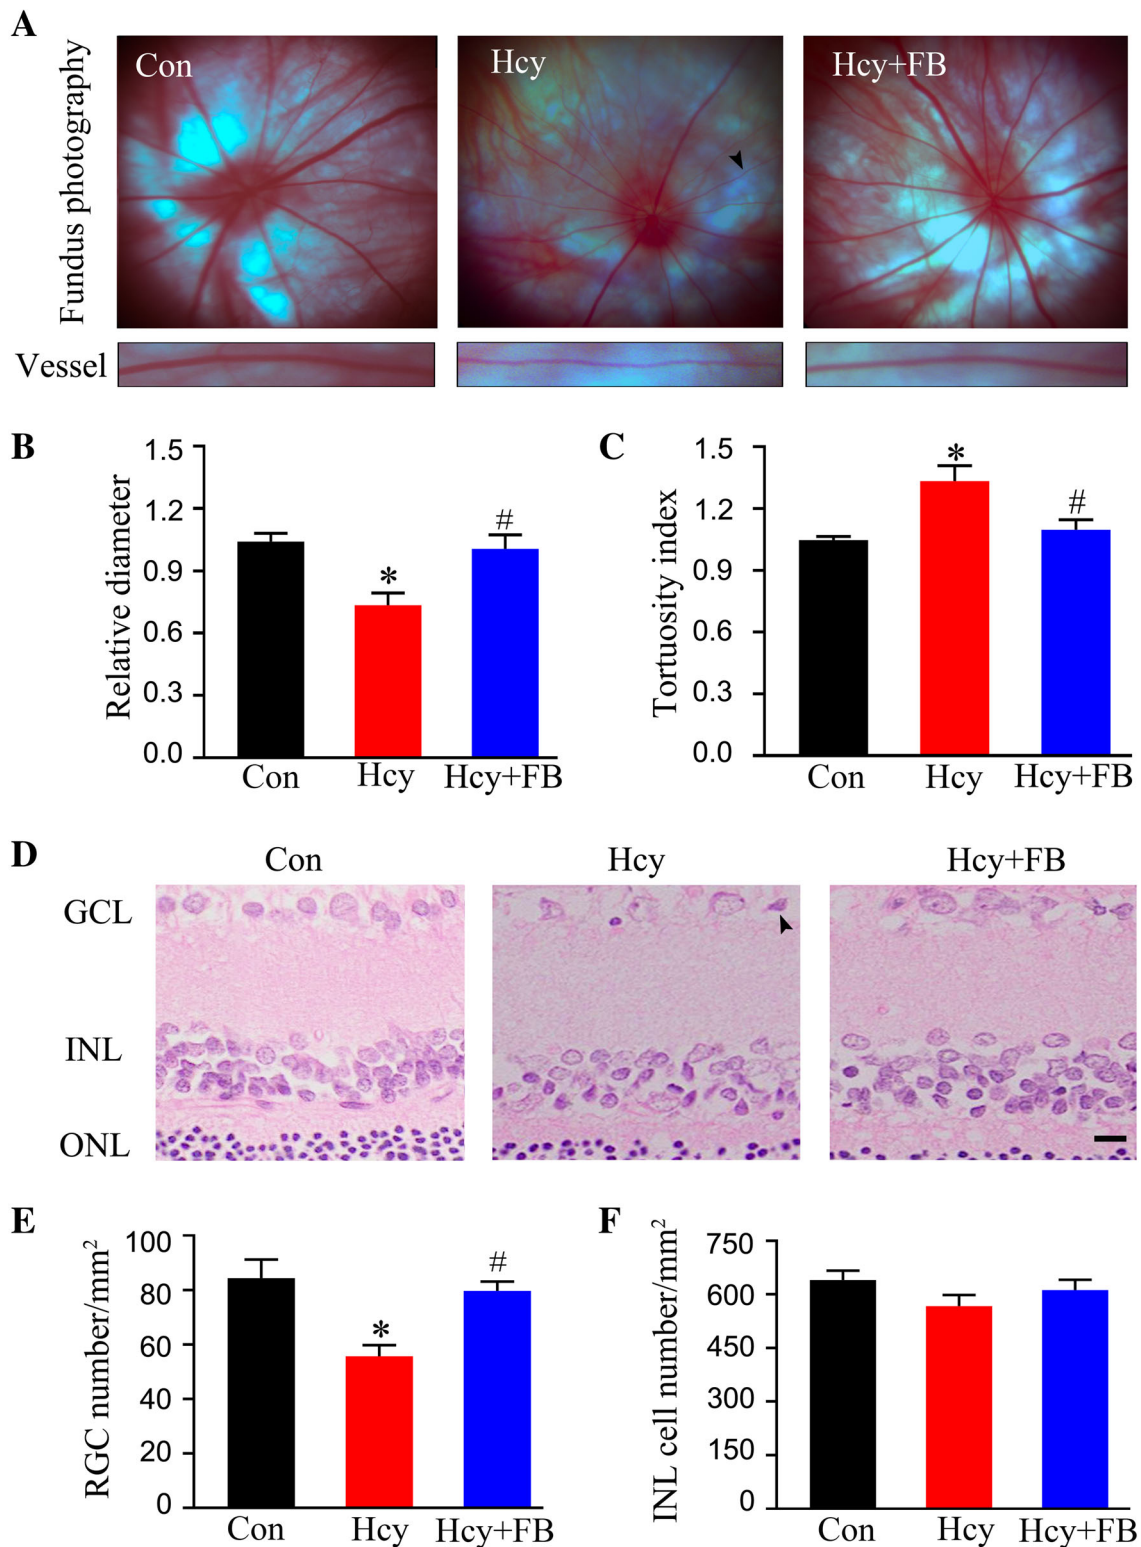 A
Fundus photography
Con
Hcy
Hcy+FB
Vessel
B
Relative diameter
1.5
1.2
0.9
0.6
0.3
0.0
*
#
Con
Hcy
Hcy+FB
C
Tortuosity index
1.5
1.2
0.9
0.6
0.3
0.0
*
#
Con
Hcy
Hcy+FB
D
Con
Hcy
Hcy+FB
GCL
INL
ONL
E
RGC number/mm²
100
80
60
40
20
0
*
#
Con
Hcy
Hcy+FB
F
INL cell number/mm²
750
600
450
300
150
0
Con
Hcy
Hcy+FB